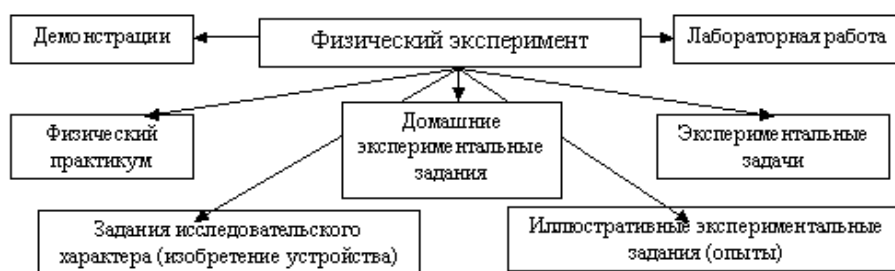 Демонстрации
Физический эксперимент
Лабораторная работа
Физический
практикум
Домашние
экспериментальные
задания
Экспериментальные
задачи
Задания исследовательского
характера (изобретение устройства)
Иллюстративные экспериментальные
задания (опыты)